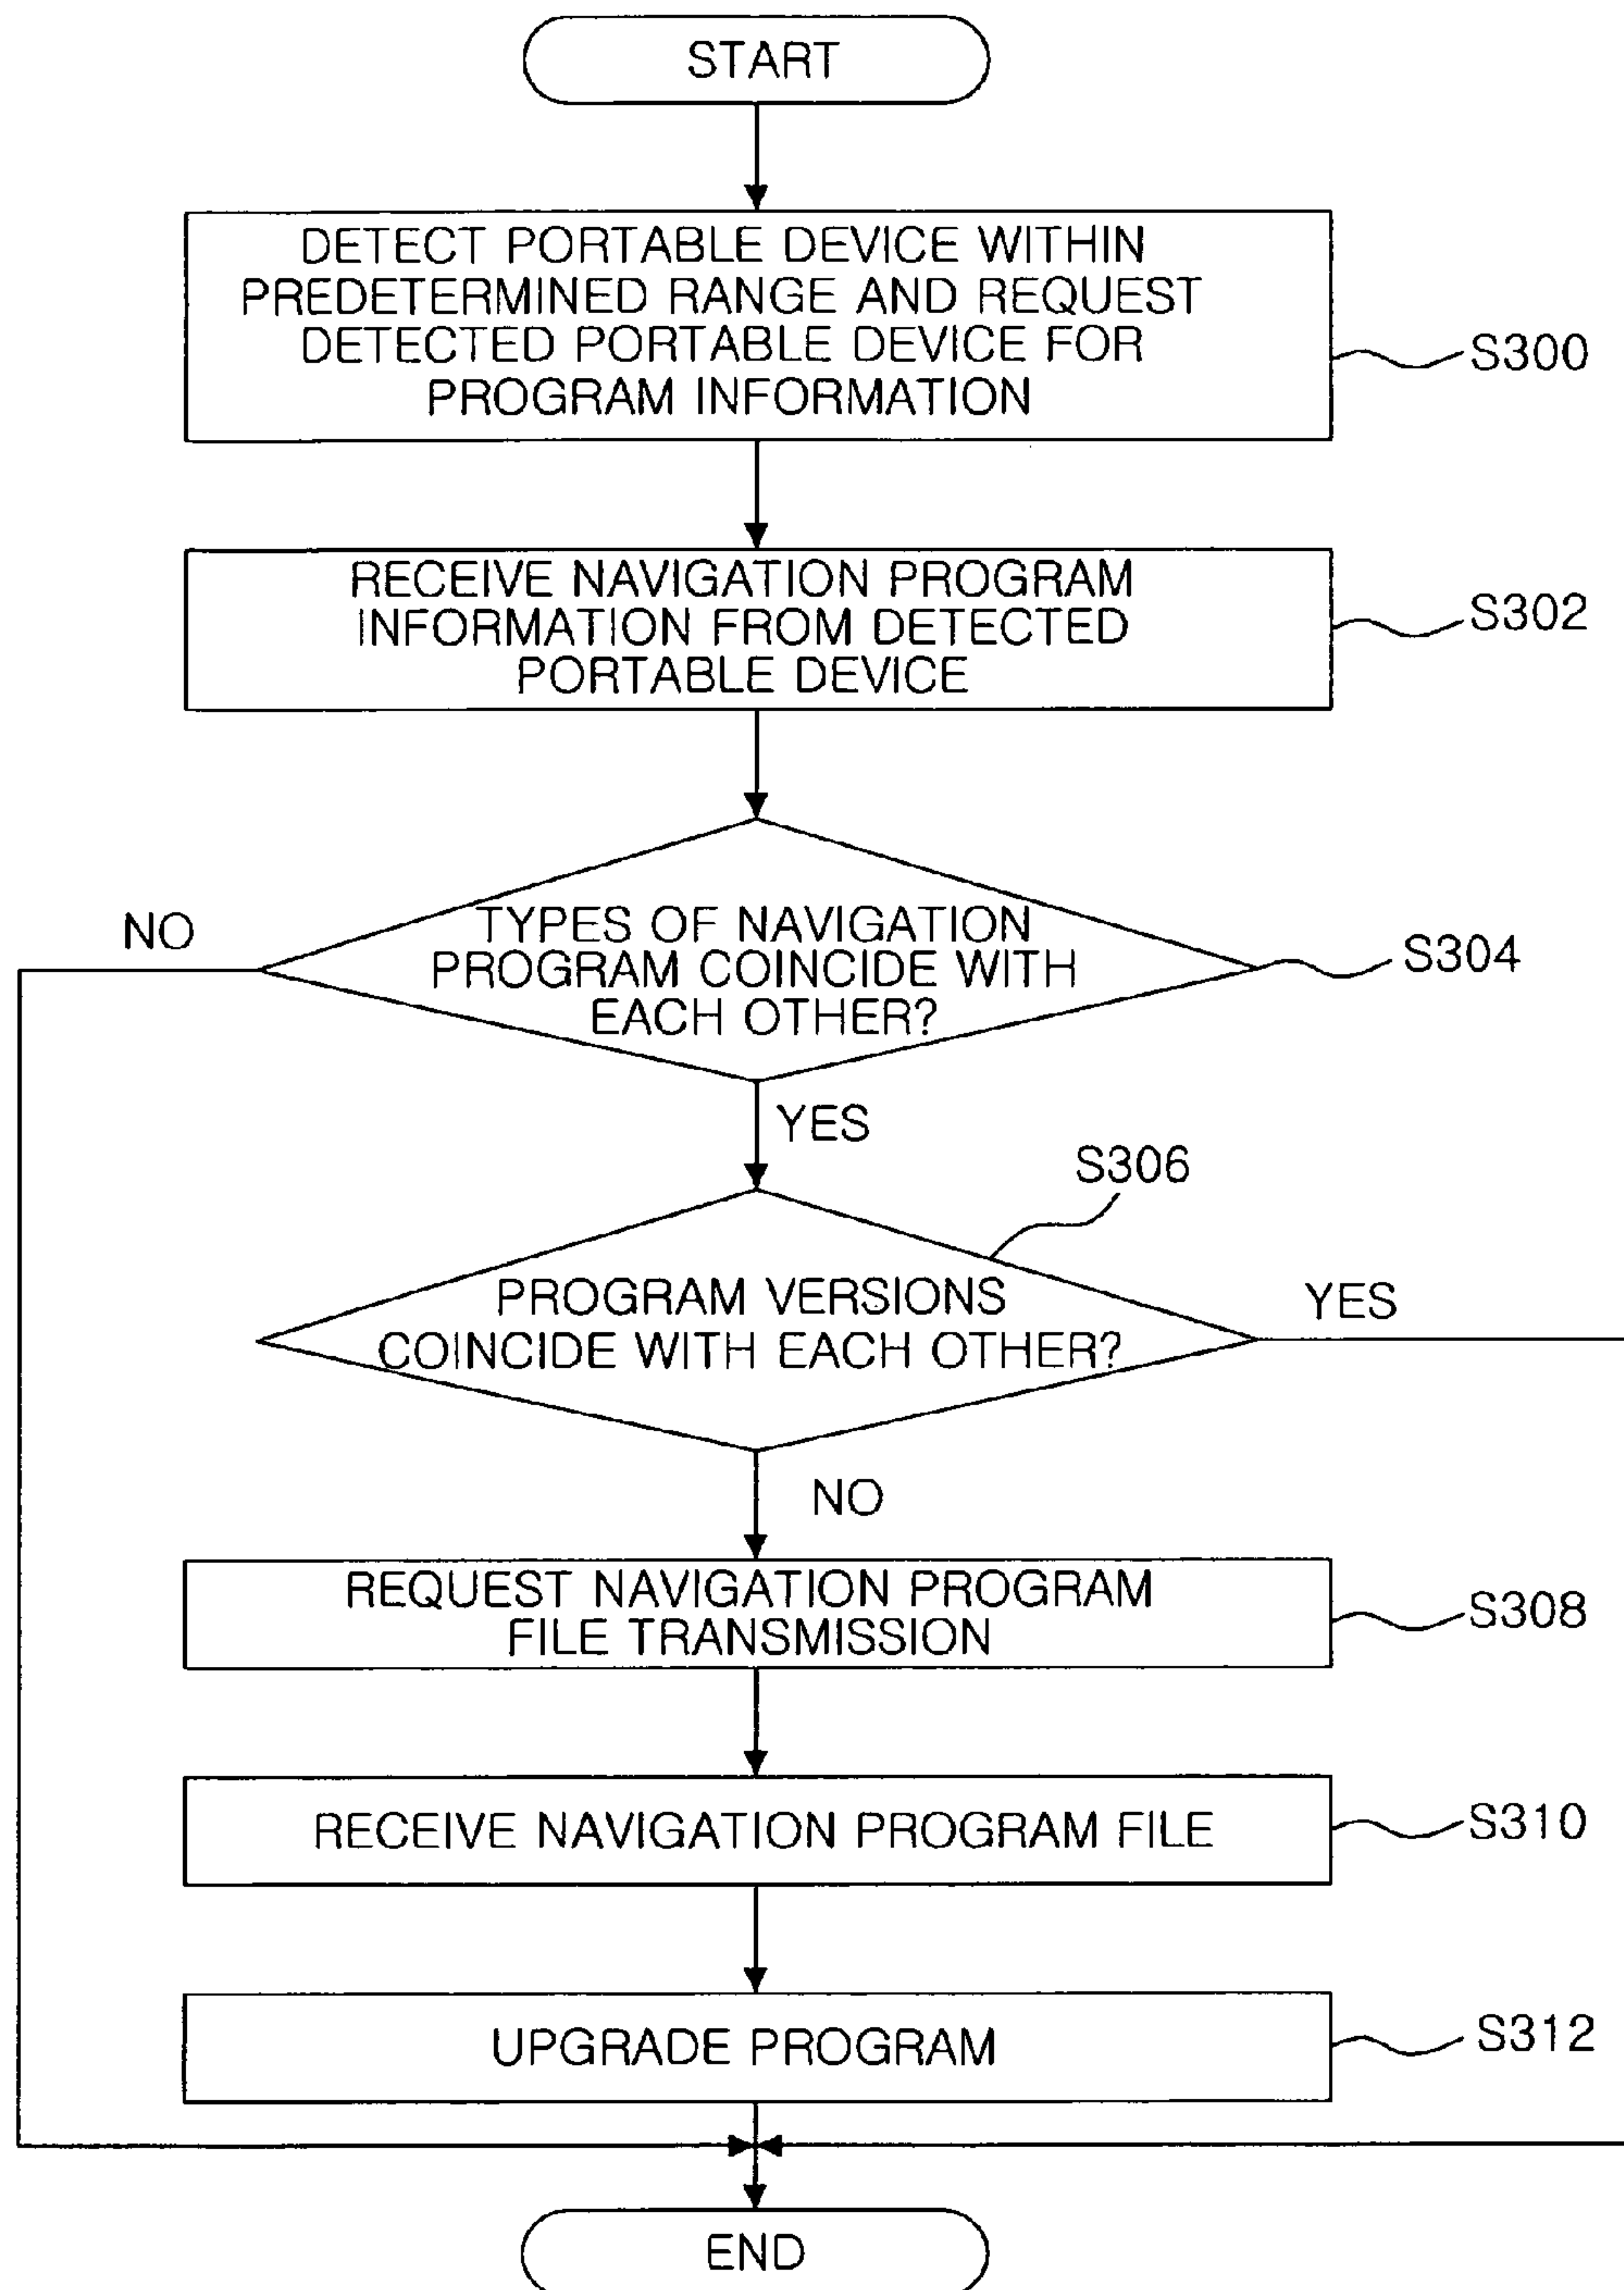 START
DETECT PORTABLE DEVICE WITHIN
PREDETERMINED RANGE AND REQUEST
DETECTED PORTABLE DEVICE FOR
PROGRAM INFORMATION
S300
RECEIVE NAVIGATION PROGRAM
INFORMATION FROM DETECTED
PORTABLE DEVICE
S302
NO
TYPES OF NAVIGATION
PROGRAM COINCIDE WITH
EACH OTHER?
S304
YES
S306
PROGRAM VERSIONS
COINCIDE WITH EACH OTHER?
YES
NO
REQUEST NAVIGATION PROGRAM
FILE TRANSMISSION
S308
RECEIVE NAVIGATION PROGRAM FILE
S310
UPGRADE PROGRAM
S312
END